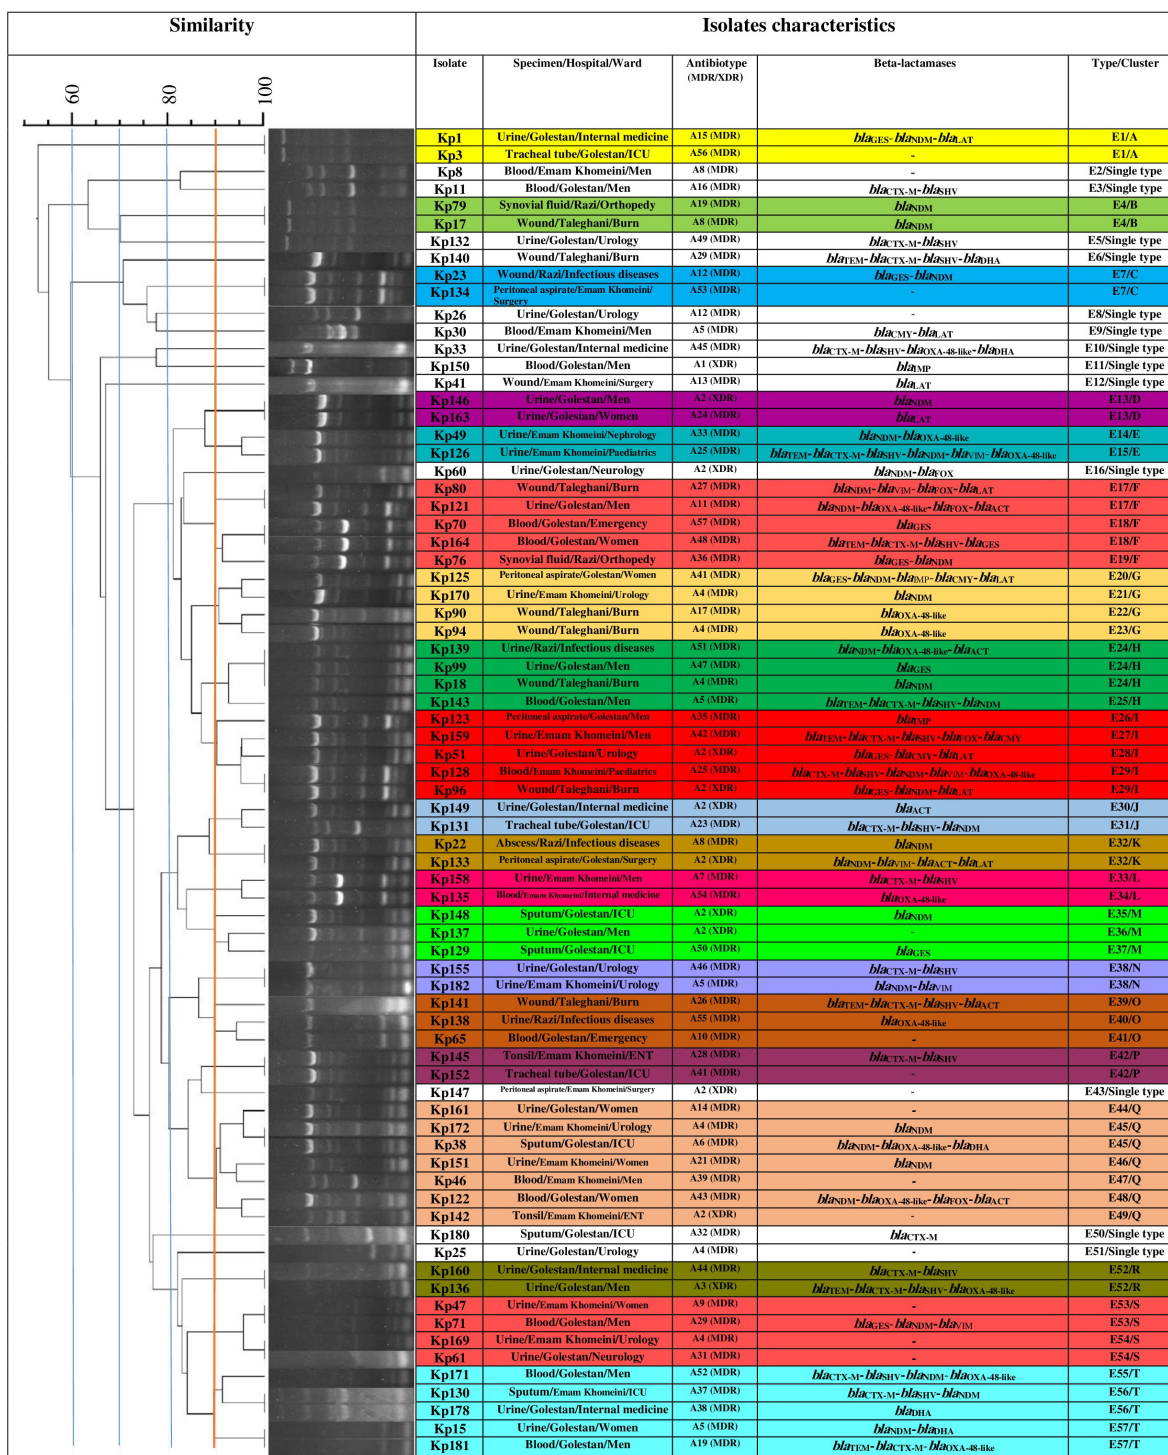 Similarity Isolates characteristics
Isolate Specimen/Hospital/Ward Antibiotype Beta-lactamases Type/Cluster
(MDR/XDR)
60 80 100
Kp1 Urine/Golestan/Internal medicine A15 (MDR) blaGES-blaNDM-blaLAT E1/A
Kp3 Tracheal tube/Golestan/ICU A56 (MDR) - E1/A
Kp8 Blood/Emam Khomeini/Men A8 (MDR) - E2/Single type
Kp11 Blood/Golestan/Men A16 (MDR) blaCTX-M-blaSHV E3/Single type
Kp79 Synovial fluid/Razi/Orthopedy A19 (MDR) blaNDM E4/B
Kp17 Wound/Taleghani/Burn A8 (MDR) blaNDM E4/B
Kp132 Urine/Golestan/Urology A49 (MDR) blaCTX-M-blaSHV E5/Single type
Kp140 Wound/Taleghani/Burn A29 (MDR) blaTEM-blaCTX-M-blaSHV-blaDHA E6/Single type
Kp23 Wound/Razi/Infectious diseases A12 (MDR) blaGES-blaNDM E7/C
Kp134 Peritoneal aspirate/Emam Khomeini/ A53 (MDR) - E7/C
Surgery
Kp26 Urine/Golestan/Urology A12 (MDR) - E8/Single type
Kp30 Blood/Emam Khomeini/Men A5 (MDR) blaCMY-blaLAT E9/Single type
Kp33 Urine/Golestan/Internal medicine A45 (MDR) blaCTX-M-blaSHV-blaOXA-48-like-blaDHA E10/Single type
Kp150 Blood/Golestan/Men A1 (XDR) blaIMP E11/Single type
Kp41 Wound/Emam Khomeini/Surgery A13 (MDR) blaLAT E12/Single type
Kp146 Urine/Golestan/Men A2 (XDR) blaNDM E13/D
Kp163 Urine/Golestan/Women A24 (MDR) blaLAT E13/D
Kp49 Urine/Emam Khomeini/Nephrology A33 (MDR) blaNDM-blaOXA-48-like E14/E
Kp126 Urine/Emam Khomeini/Paediatrics A25 (MDR) blaTEM-blaCTX-M-blaSHV-blaNDM-blaVIM-blaOXA-48-like E15/E
Kp60 Urine/Golestan/Neurology A2 (XDR) blaNDM-blaFOX E16/Single type
Kp80 Wound/Taleghani/Burn A27 (MDR) blaNDM-blaVIM-blaFOX-blaLAT E17/F
Kp121 Urine/Golestan/Men A11 (MDR) blaNDM-blaOXA-48-like-blaFOX-blaACT E17/F
Kp70 Blood/Golestan/Emergency A57 (MDR) blaGES E18/F
Kp164 Blood/Golestan/Women A48 (MDR) blaTEM-blaCTX-M-blaSHV-blaGES E18/F
Kp76 Synovial fluid/Razi/Orthopedy A36 (MDR) blaGES-blaNDM E19/F
Kp125 Peritoneal aspirate/Golestan/Women A41 (MDR) blaGES-blaNDM-blaIMP-blaCMY-blaLAT E20/G
Kp170 Urine/Emam Khomeini/Urology A4 (MDR) blaNDM E21/G
Kp90 Wound/Taleghani/Burn A17 (MDR) blaOXA-48-like E22/G
Kp94 Wound/Taleghani/Burn A4 (MDR) blaOXA-48-like E23/G
Kp139 Urine/Razi/Infectious diseases A51 (MDR) blaNDM-blaOXA-48-like-blaACT E24/H
Kp99 Urine/Golestan/Men A47 (MDR) blaGES E24/H
Kp18 Wound/Taleghani/Burn A4 (MDR) blaNDM E24/H
Kp143 Blood/Golestan/Men A5 (MDR) blaTEM-blaCTX-M-blaSHV-blaNDM E25/H
Kp123 Peritoneal aspirate/Golestan/Men A35 (MDR) blaIMP E26/I
Kp159 Urine/Emam Khomeini/Men A42 (MDR) blaTEM-blaCTX-M-blaSHV-blaFOX-blaCMY E27/I
Kp51 Urine/Golestan/Urology A2 (XDR) blaGES-blaCMY-blaLAT E28/I
Kp128 Blood/Emam Khomeini/Paediatrics A25 (MDR) blaCTX-M-blaSHV-blaNDM-blaVIM-blaOXA-48-like E29/I
Kp96 Wound/Taleghani/Burn A2 (XDR) blaGES-blaNDM-blaLAT E29/I
Kp149 Urine/Golestan/Internal medicine A2 (XDR) blaACT E30/J
Kp131 Tracheal tube/Golestan/ICU A23 (MDR) blaCTX-M-blaSHV-blaNDM E31/J
Kp22 Abscess/Razi/Infectious diseases A8 (MDR) blaNDM E32/K
Kp133 Peritoneal aspirate/Golestan/Surgery A2 (XDR) blaNDM-blaVIM-blaACT-blaLAT E32/K
Kp158 Urine/Emam Khomeini/Men A7 (MDR) blaCTX-M-blaSHV E33/L
Kp135 Blood/Emam Khomeini/Internal medicine A54 (MDR) blaOXA-48-like E34/L
Kp148 Sputum/Golestan/ICU A2 (XDR) blaNDM E35/M
Kp137 Urine/Golestan/Men A2 (XDR) - E36/M
Kp129 Sputum/Golestan/ICU A50 (MDR) blaGES E37/M
Kp155 Urine/Golestan/Urology A46 (MDR) blaCTX-M-blaSHV E38/N
Kp182 Urine/Emam Khomeini/Urology A5 (MDR) blaNDM-blaVIM E38/N
Kp141 Wound/Taleghani/Burn A26 (MDR) blaTEM-blaCTX-M-blaSHV-blaACT E39/O
Kp138 Urine/Razi/Infectious diseases A55 (MDR) blaOXA-48-like E40/O
Kp65 Blood/Golestan/Emergency A10 (MDR) - E41/O
Kp145 Tonsil/Emam Khomeini/ENT A28 (MDR) blaCTX-M-blaSHV E42/P
Kp152 Tracheal tube/Golestan/ICU A41 (MDR) - E42/P
Kp147 Peritoneal aspirate/Emam Khomeini/Surgery A2 (XDR) - E43/Single type
Kp161 Urine/Golestan/Women A14 (MDR) - E44/Q
Kp172 Urine/Emam Khomeini/Urology A4 (MDR) blaNDM E45/Q
Kp38 Sputum/Golestan/ICU A6 (MDR) blaNDM-blaOXA-48-like-blaDHA E45/Q
Kp151 Urine/Emam Khomeini/Women A21 (MDR) blaNDM E46/Q
Kp46 Blood/Emam Khomeini/Men A39 (MDR) - E47/Q
Kp122 Blood/Golestan/Women A43 (MDR) blaNDM-blaOXA-48-like-blaFOX-blaACT E48/Q
Kp142 Tonsil/Emam Khomeini/ENT A2 (XDR) - E49/Q
Kp180 Sputum/Golestan/ICU A32 (MDR) blaCTX-M E50/Single type
Kp25 Urine/Golestan/Urology A4 (MDR) - E51/Single type
Kp160 Urine/Golestan/Internal medicine A44 (MDR) blaCTX-M-blaSHV E52/R
Kp136 Urine/Golestan/Men A3 (XDR) blaTEM-blaCTX-M-blaSHV-blaOXA-48-like E52/R
Kp47 Urine/Emam Khomeini/Women A9 (MDR) - E53/S
Kp71 Blood/Golestan/Men A29 (MDR) blaGES-blaNDM-blaVIM E53/S
Kp169 Urine/Emam Khomeini/Urology A4 (MDR) - E54/S
Kp61 Urine/Golestan/Neurology A31 (MDR) - E54/S
Kp171 Blood/Golestan/Men A52 (MDR) blaCTX-M-blaSHV-blaNDM-blaOXA-48-like E55/T
Kp130 Sputum/Emam Khomeini/ICU A37 (MDR) blaCTX-M-blaSHV-blaNDM E56/T
Kp178 Urine/Golestan/Internal medicine A38 (MDR) blaDHA E56/T
Kp15 Urine/Golestan/Women A5 (MDR) blaNDM-blaDHA E57/T
Kp181 Blood/Golestan/Men A19 (MDR) blaTEM-blaCTX-M-blaOXA-48-like E57/T